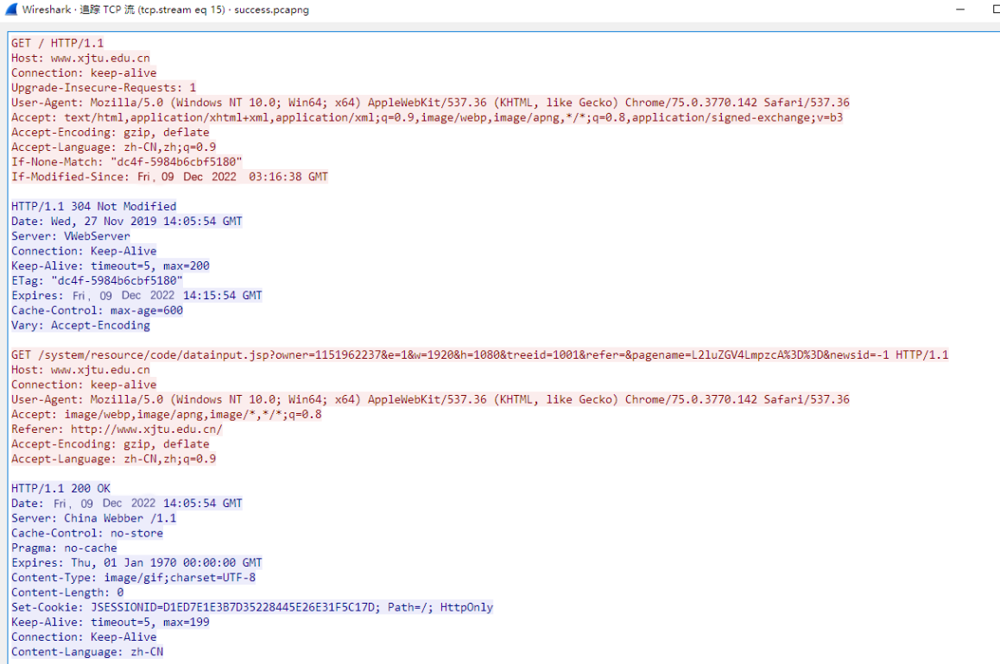 Wireshark · 追踪 TCP 流 (tcp.stream eq 15) · success.pcapng
GET / HTTP/1.1
Host: www.xjtu.edu.cn
Connection: keep-alive
Upgrade-Insecure-Requests: 1
User-Agent: Mozilla/5.0 (Windows NT 10.0; Win64; x64) AppleWebKit/537.36 (KHTML, like Gecko) Chrome/75.0.3770.142 Safari/537.36
Accept: text/html,application/xhtml+xml,application/xml;q=0.9,image/webp,image/apng,*/*;q=0.8,application/signed-exchange;v=b3
Accept-Encoding: gzip, deflate
Accept-Language: zh-CN,zh;q=0.9
If-None-Match: "dc4f-5984b6cbf5180"
If-Modified-Since: Fri, 09 Dec 2022 03:16:38 GMT
HTTP/1.1 304 Not Modified
Date: Wed, 27 Nov 2019 14:05:54 GMT
Server: VWebServer
Connection: Keep-Alive
Keep-Alive: timeout=5, max=200
ETag: "dc4f-5984b6cbf5180"
Expires: Fri, 09 Dec 2022 14:15:54 GMT
Cache-Control: max-age=600
Vary: Accept-Encoding
GET /system/resource/code/datainput.jsp?owner=1151962237&e=1&w=1920&h=1080&treeid=1001&refer=&pagename=L2luZGV4LmpzcA%3D%3D&newsid=-1 HTTP/1.1
Host: www.xjtu.edu.cn
Connection: keep-alive
User-Agent: Mozilla/5.0 (Windows NT 10.0; Win64; x64) AppleWebKit/537.36 (KHTML, like Gecko) Chrome/75.0.3770.142 Safari/537.36
Accept: image/webp,image/apng,image/*,*/*;q=0.8
Referer: http://www.xjtu.edu.cn/
Accept-Encoding: gzip, deflate
Accept-Language: zh-CN,zh;q=0.9
HTTP/1.1 200 OK
Date: Fri, 09 Dec 2022 14:05:54 GMT
Server: China Webber /1.1
Cache-Control: no-store
Pragma: no-cache
Expires: Thu, 01 Jan 1970 00:00:00 GMT
Content-Type: image/gif;charset=UTF-8
Content-Length: 0
Set-Cookie: JSESSIONID=D1ED7E1E3B7D35228445E26E31F5C17D; Path=/; HttpOnly
Keep-Alive: timeout=5, max=199
Connection: Keep-Alive
Content-Language: zh-CN